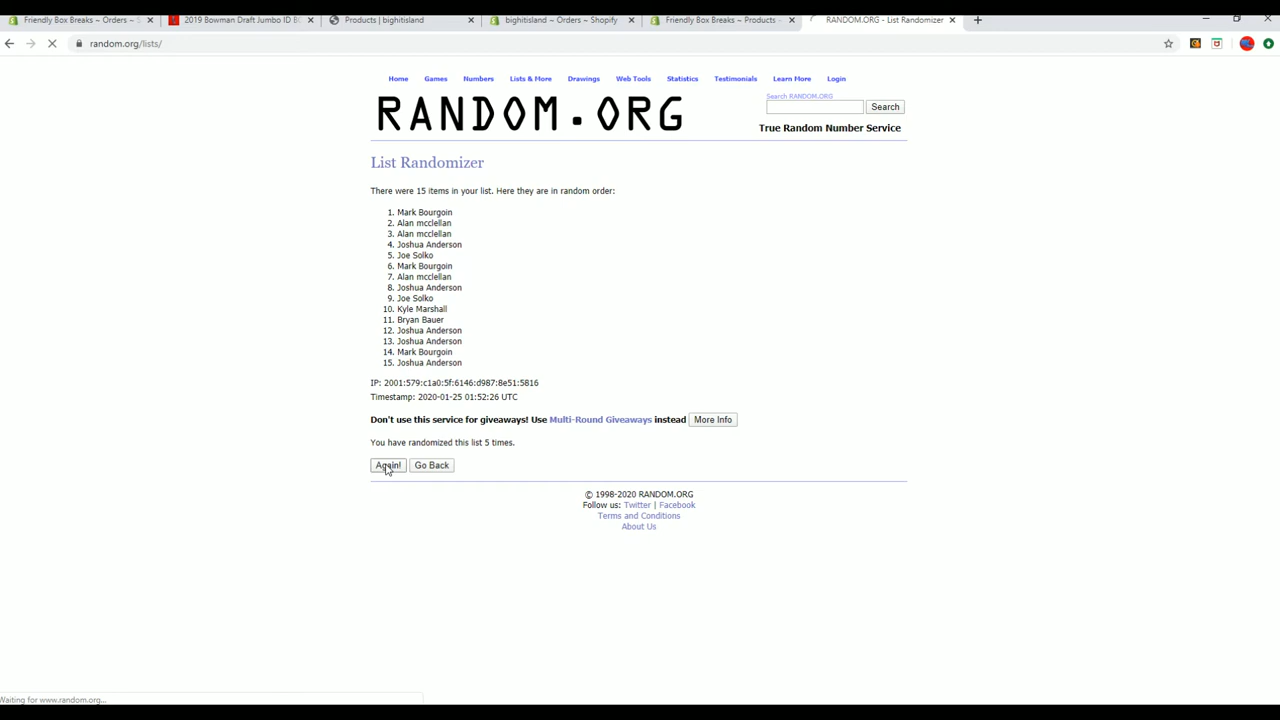 Friendly Box Breaks ~ Orders ~ S
2019 Bowman Draft Jumbo ID BO
Products | bighitisland
bighitisland ~ Orders ~ Shopify
Friendly Box Breaks ~ Products ~
RANDOM.ORG - List Randomizer
random.org/lists/
Home Games Numbers Lists & More Drawings Web Tools Statistics Testimonials Learn More Login
RANDOM.ORG
Search RANDOM.ORG
Search
True Random Number Service
List Randomizer
There were 15 items in your list. Here they are in random order:
1. Mark Bourgoin
2. Alan mcclellan
3. Alan mcclellan
4. Joshua Anderson
5. Joe Solko
6. Mark Bourgoin
7. Alan mcclellan
8. Joshua Anderson
9. Joe Solko
10. Kyle Marshall
11. Bryan Bauer
12. Joshua Anderson
13. Joshua Anderson
14. Mark Bourgoin
15. Joshua Anderson
IP: 2001:579:c1a0:5f:6146:d987:8e51:5816
Timestamp: 2020-01-25 01:52:26 UTC
Don't use this service for giveaways! Use Multi-Round Giveaways instead More Info
You have randomized this list 5 times.
Again! Go Back
© 1998-2020 RANDOM.ORG
Follow us: Twitter | Facebook
Terms and Conditions
About Us
Waiting for www.random.org...